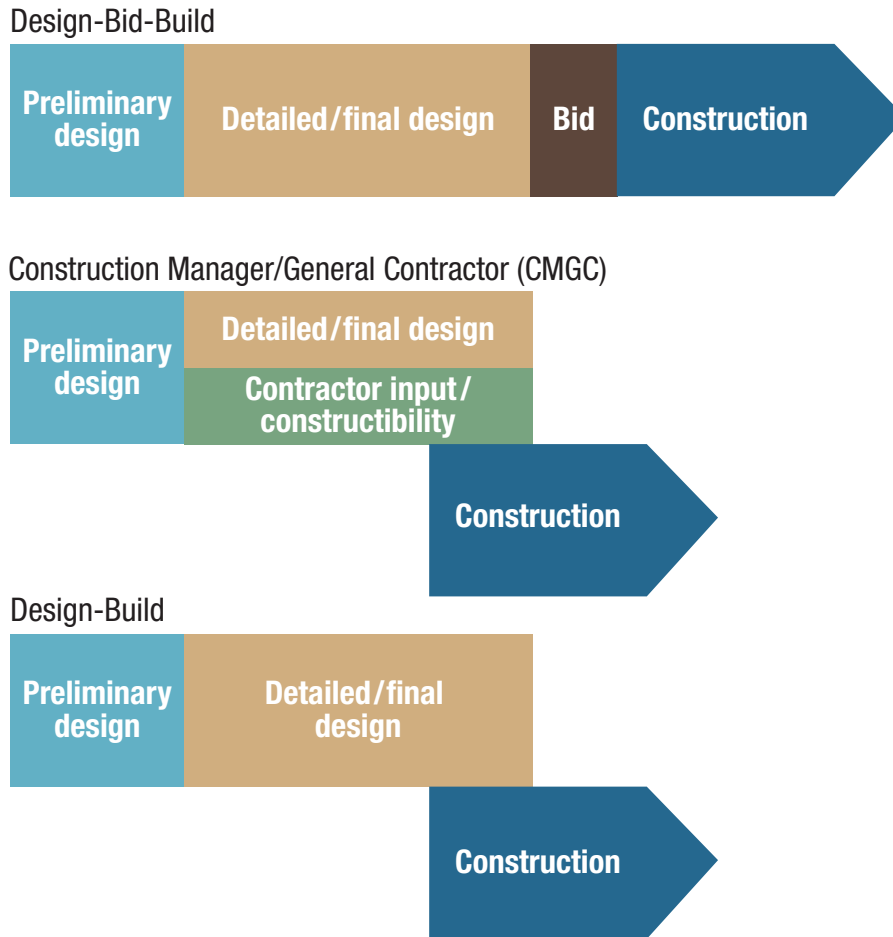 Design-Bid-Build
Preliminary
design
Detailed/final design
Bid
Construction
Construction Manager/General Contractor (CMGC)
Preliminary
design
Detailed/final design
Contractor input/
constructibility
Construction
Design-Build
Preliminary
design
Detailed/final
design
Construction